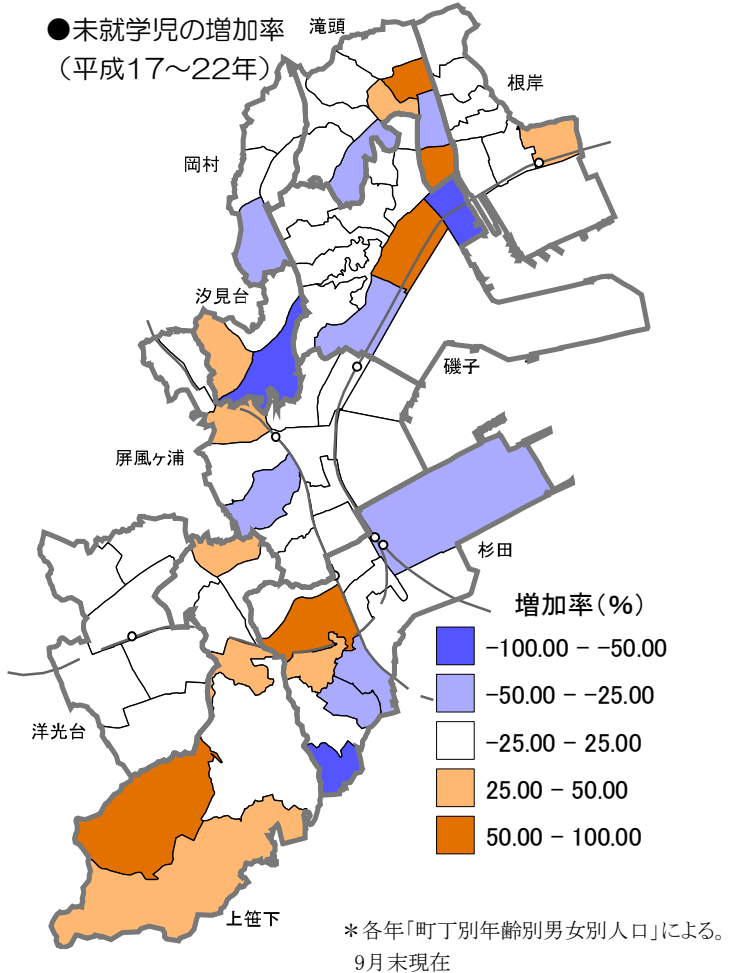 ●未就学児の増加率
（平成17～22年）
滝頭
根岸
岡村
汐見台
磯子
屏風ヶ浦
杉田
洋光台
上笹下
増加率（%）
-100.00 - -50.00
-50.00 - -25.00
-25.00 - 25.00
25.00 - 50.00
50.00 - 100.00
＊各年「町丁別年齢別男女別人口」による。
9月末現在